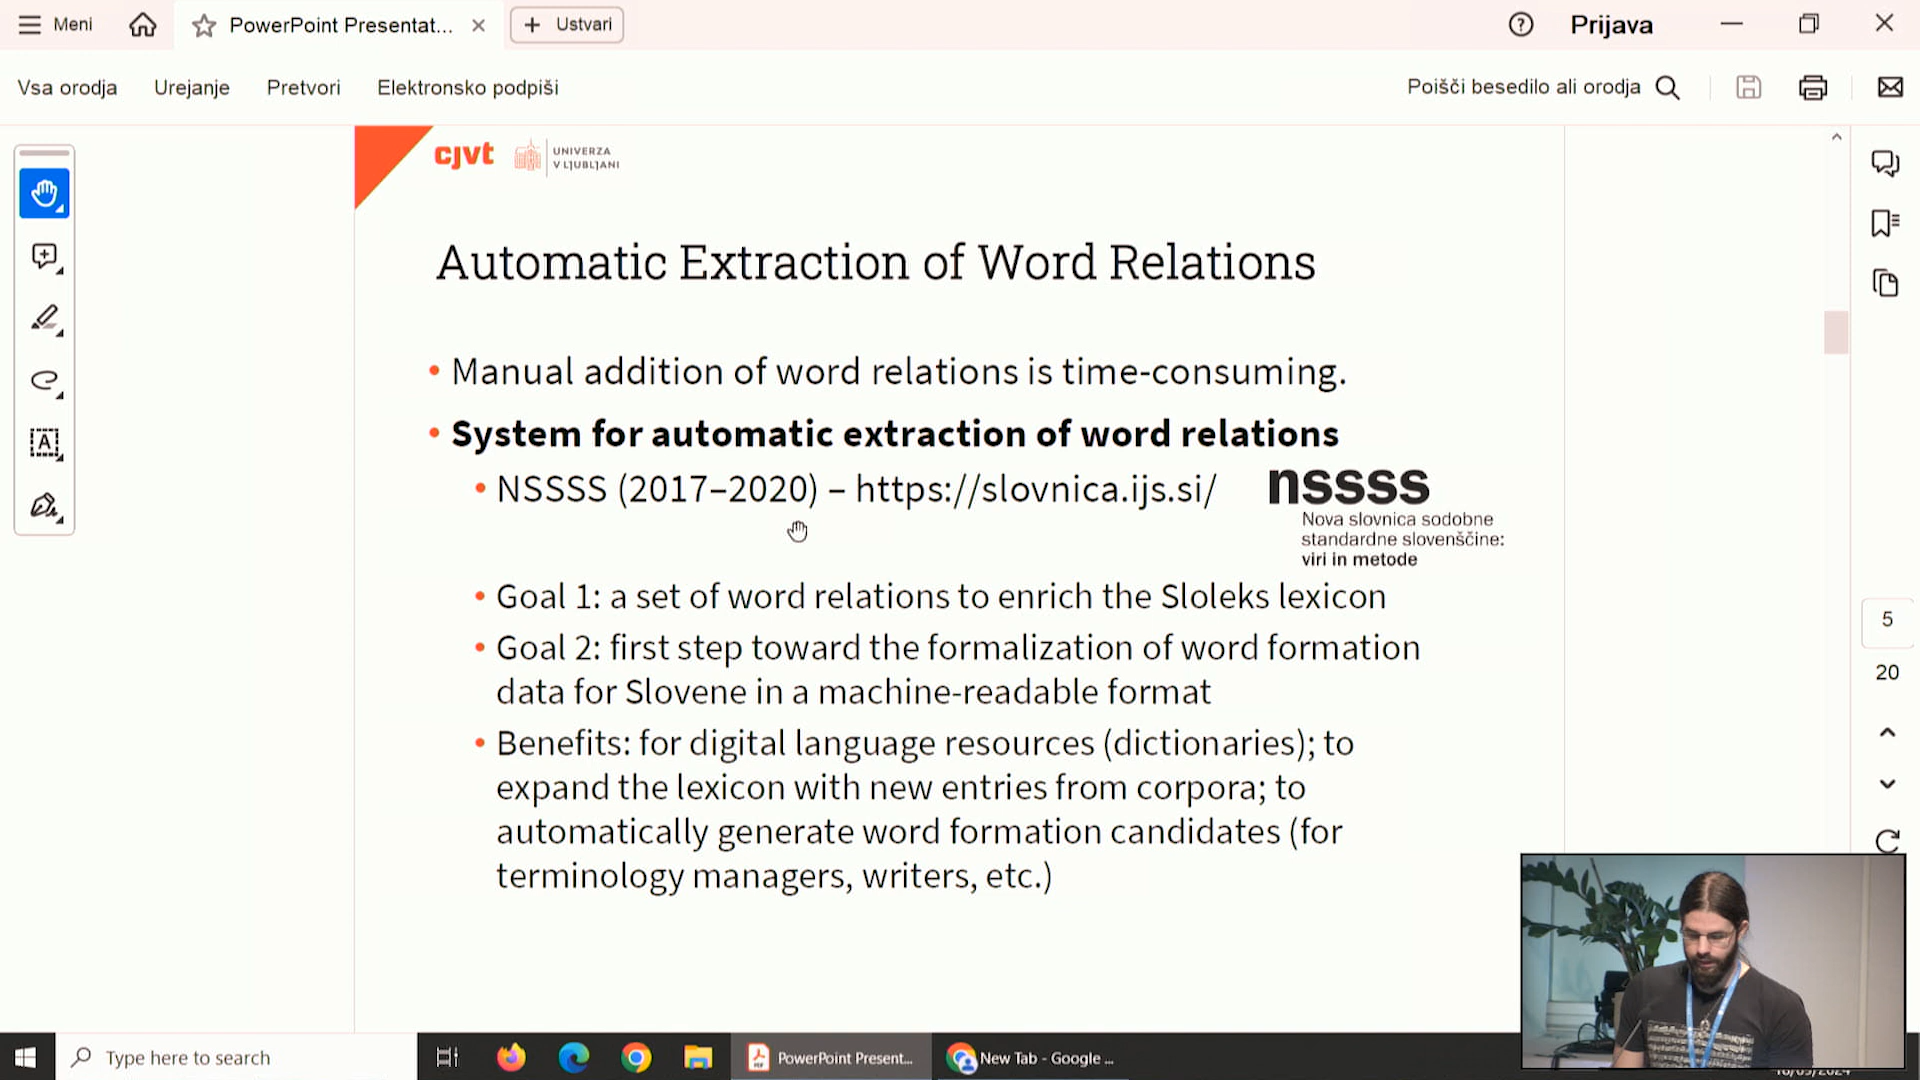 Meni
PowerPoint Presentat...
Ustvari
Prijava
Vsa orodja
Urejanje
Pretvori
Elektronsko podpiši
Poišči besedilo ali orodja
cjvt
UNIVERZA
V LJUBLJANI
Automatic Extraction of Word Relations
• Manual addition of word relations is time-consuming.
• System for automatic extraction of word relations
• NSSSS (2017–2020) – https://slovnica.ijs.si/
nssss
Nova slovnica sodobne
standardne slovenščine:
viri in metode
• Goal 1: a set of word relations to enrich the Sloleks lexicon
• Goal 2: first step toward the formalization of word formation
data for Slovene in a machine-readable format
• Benefits: for digital language resources (dictionaries); to
expand the lexicon with new entries from corpora; to
automatically generate word formation candidates (for
terminology managers, writers, etc.)
5
20
Type here to search
PowerPoint Present...
New Tab - Google ...